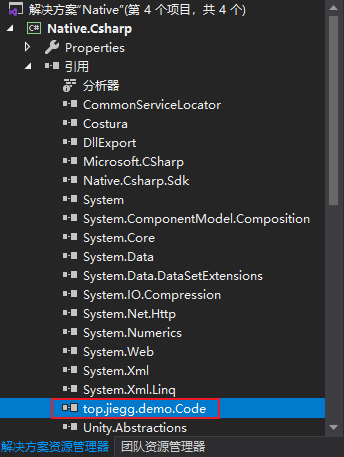 解决方案"Native"(第 4 个项目，共 4 个)
C# Native.Csharp
Properties
引用
分析器
CommonServiceLocator
Costura
DllExport
Microsoft.CSharp
Native.Csharp.Sdk
System
System.ComponentModel.Composition
System.Core
System.Data
System.Data.DataSetExtensions
System.IO.Compression
System.Net.Http
System.Numerics
System.Web
System.Xml
System.Xml.Linq
top.jiegg.demo.Code
Unity.Abstractions
解决方案资源管理器 团队资源管理器